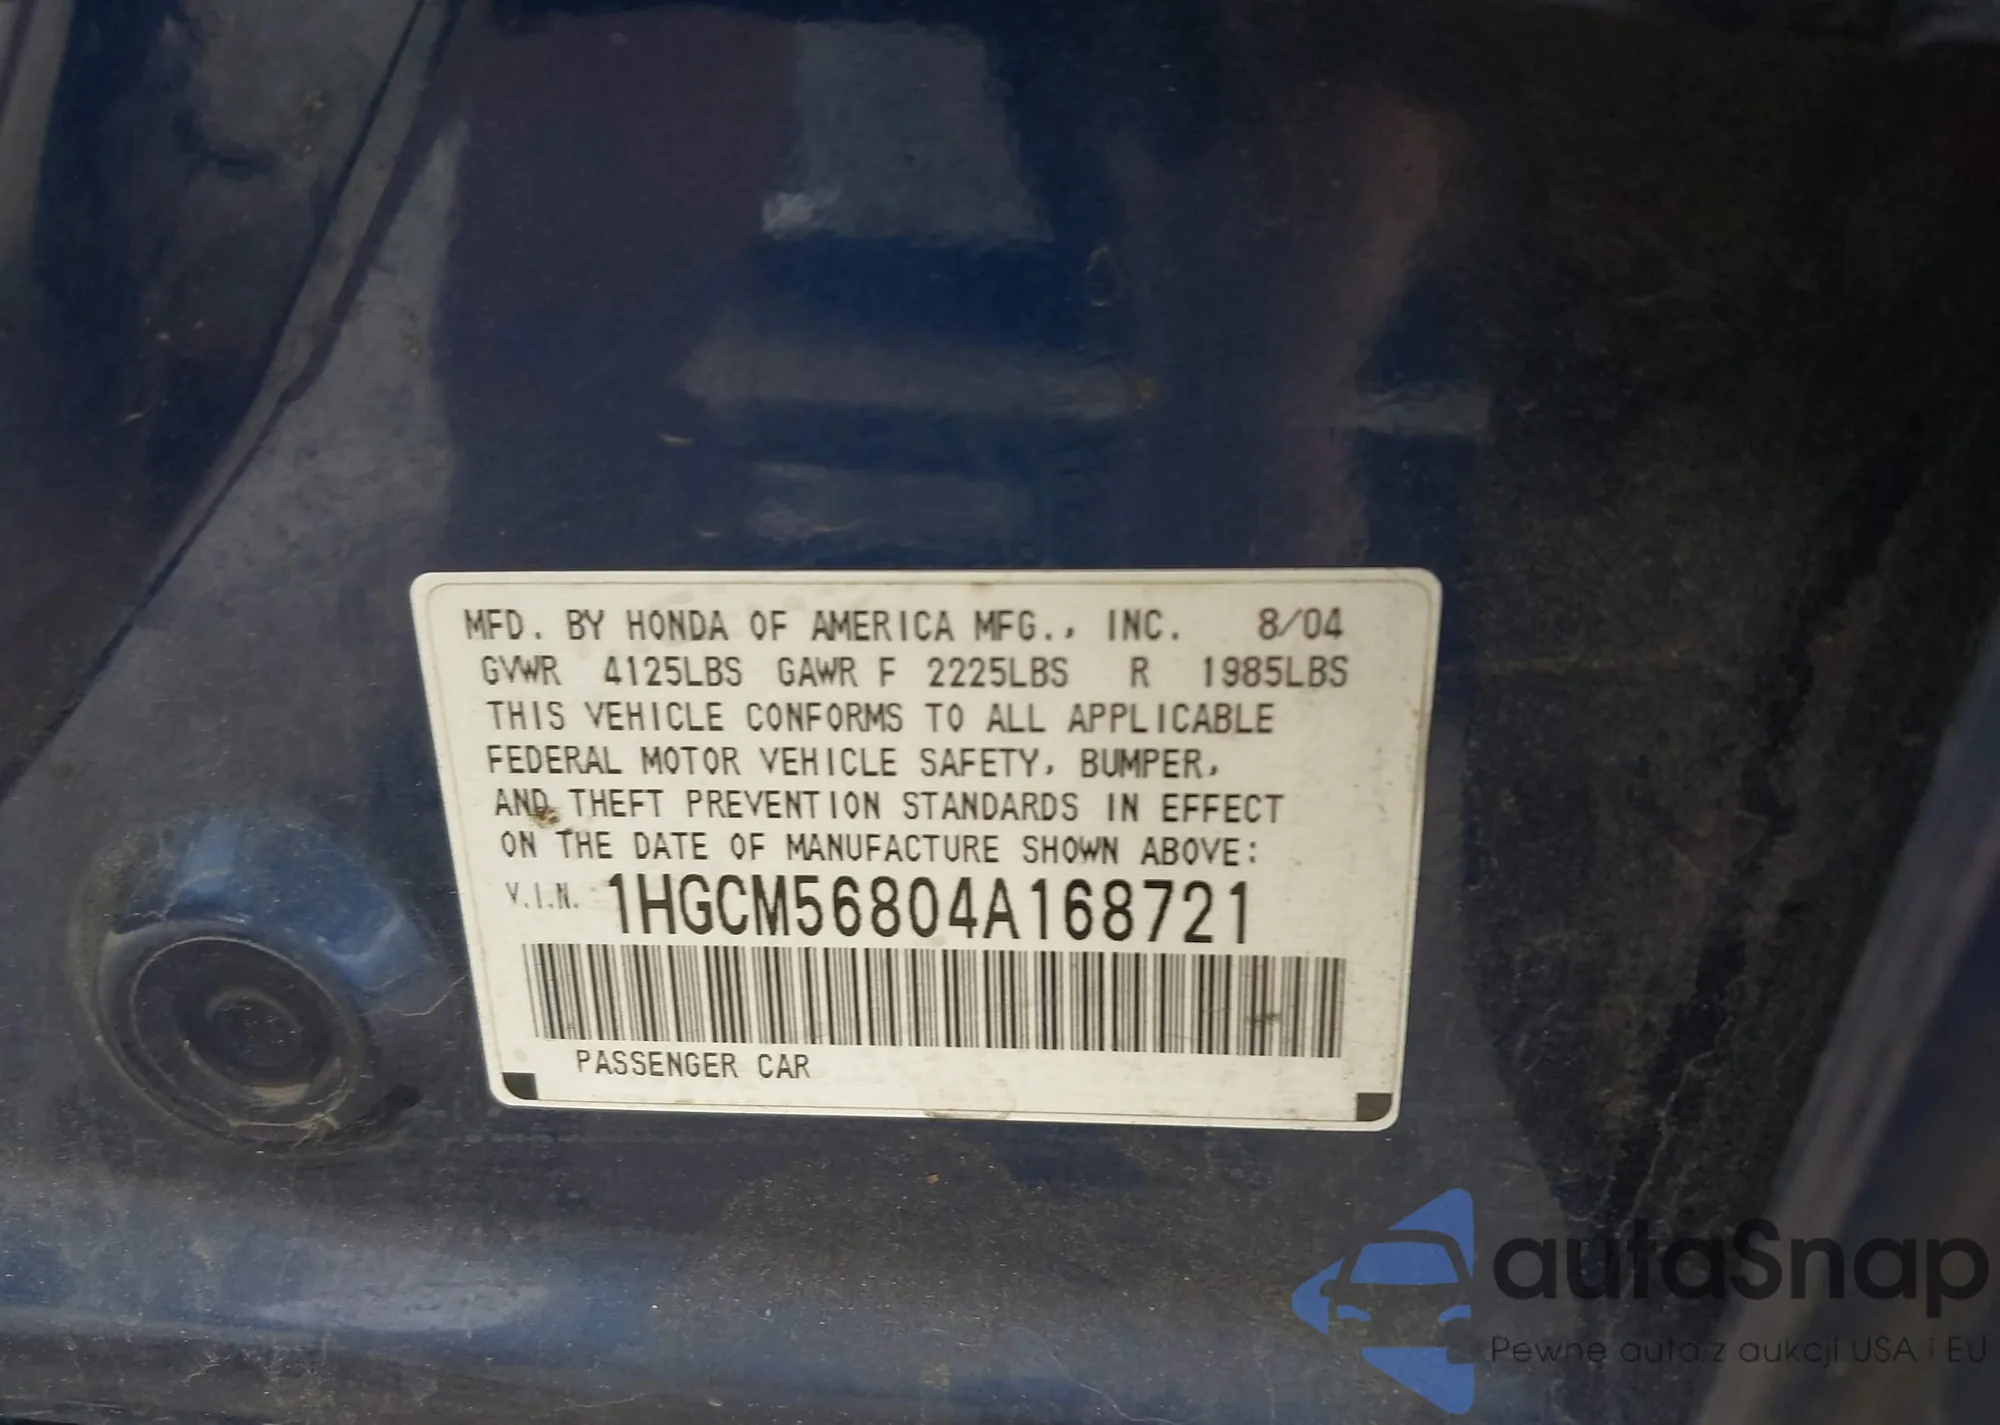 MFD. BY HONDA OF AMERICA MFG., INC. 8/04
GVWR 4125LBS GAWR F 2225LBS R 1985LBS
THIS VEHICLE CONFORMS TO ALL APPLICABLE
FEDERAL MOTOR VEHICLE SAFETY, BUMPER,
AND THEFT PREVENTION STANDARDS IN EFFECT
ON THE DATE OF MANUFACTURE SHOWN ABOVE:
V.I.N. 1HGCM56804A168721
PASSENGER CAR
autaSnap
Pewne auta z aukcji USA i EU